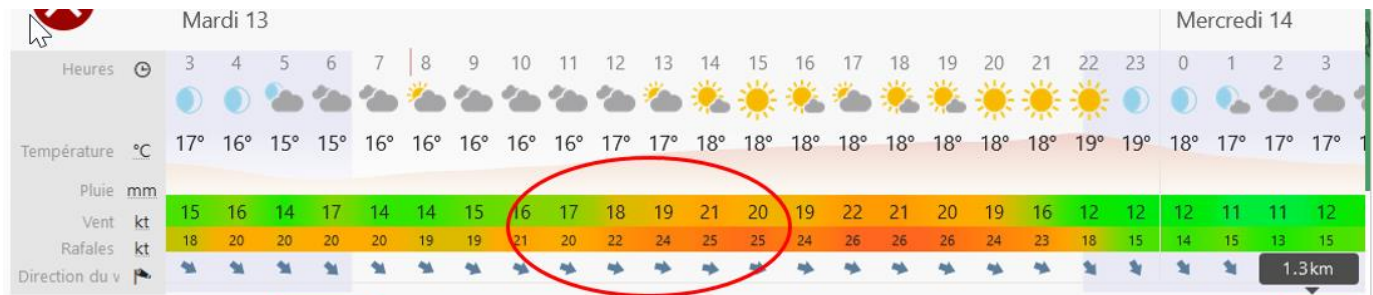 Mardi 13 Mercredi 14
Heures 3 4 5 6 7 8 9 10 11 12 13 14 15 16 17 18 19 20 21 22 23 0 1 2 3
Température °C 17° 16° 15° 15° 16° 16° 16° 16° 16° 17° 17° 18° 18° 18° 18° 18° 18° 18° 18° 19° 19° 18° 17° 17° 17° 1
Pluie mm
Vent kt 15 16 14 17 14 14 15 16 17 18 19 21 20 19 22 21 20 19 16 12 12 12 11 11 12
Rafales kt 18 20 20 20 20 19 19 21 20 22 24 25 25 24 26 26 26 24 23 18 15 14 15 13 15
Direction du v 1.3km